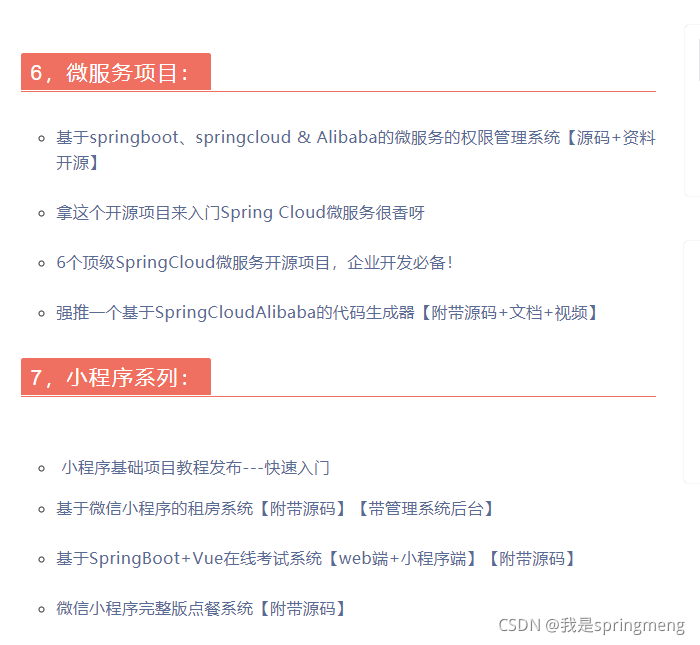 6，微服务项目：
基于springboot、springcloud & Alibaba的微服务的权限管理系统【源码+资料
开源】
拿这个开源项目来入门Spring Cloud微服务很香呀
6个顶级SpringCloud微服务开源项目，企业开发必备！
强推一个基于SpringCloudAlibaba的代码生成器【附带源码+文档+视频】
7，小程序系列：
小程序基础项目教程发布---快速入门
基于微信小程序的租房系统【附带源码】【带管理系统后台】
基于SpringBoot+Vue在线考试系统【web端+小程序端】【附带源码】
微信小程序完整版点餐系统【附带源码】
CSDN @我是springmeng